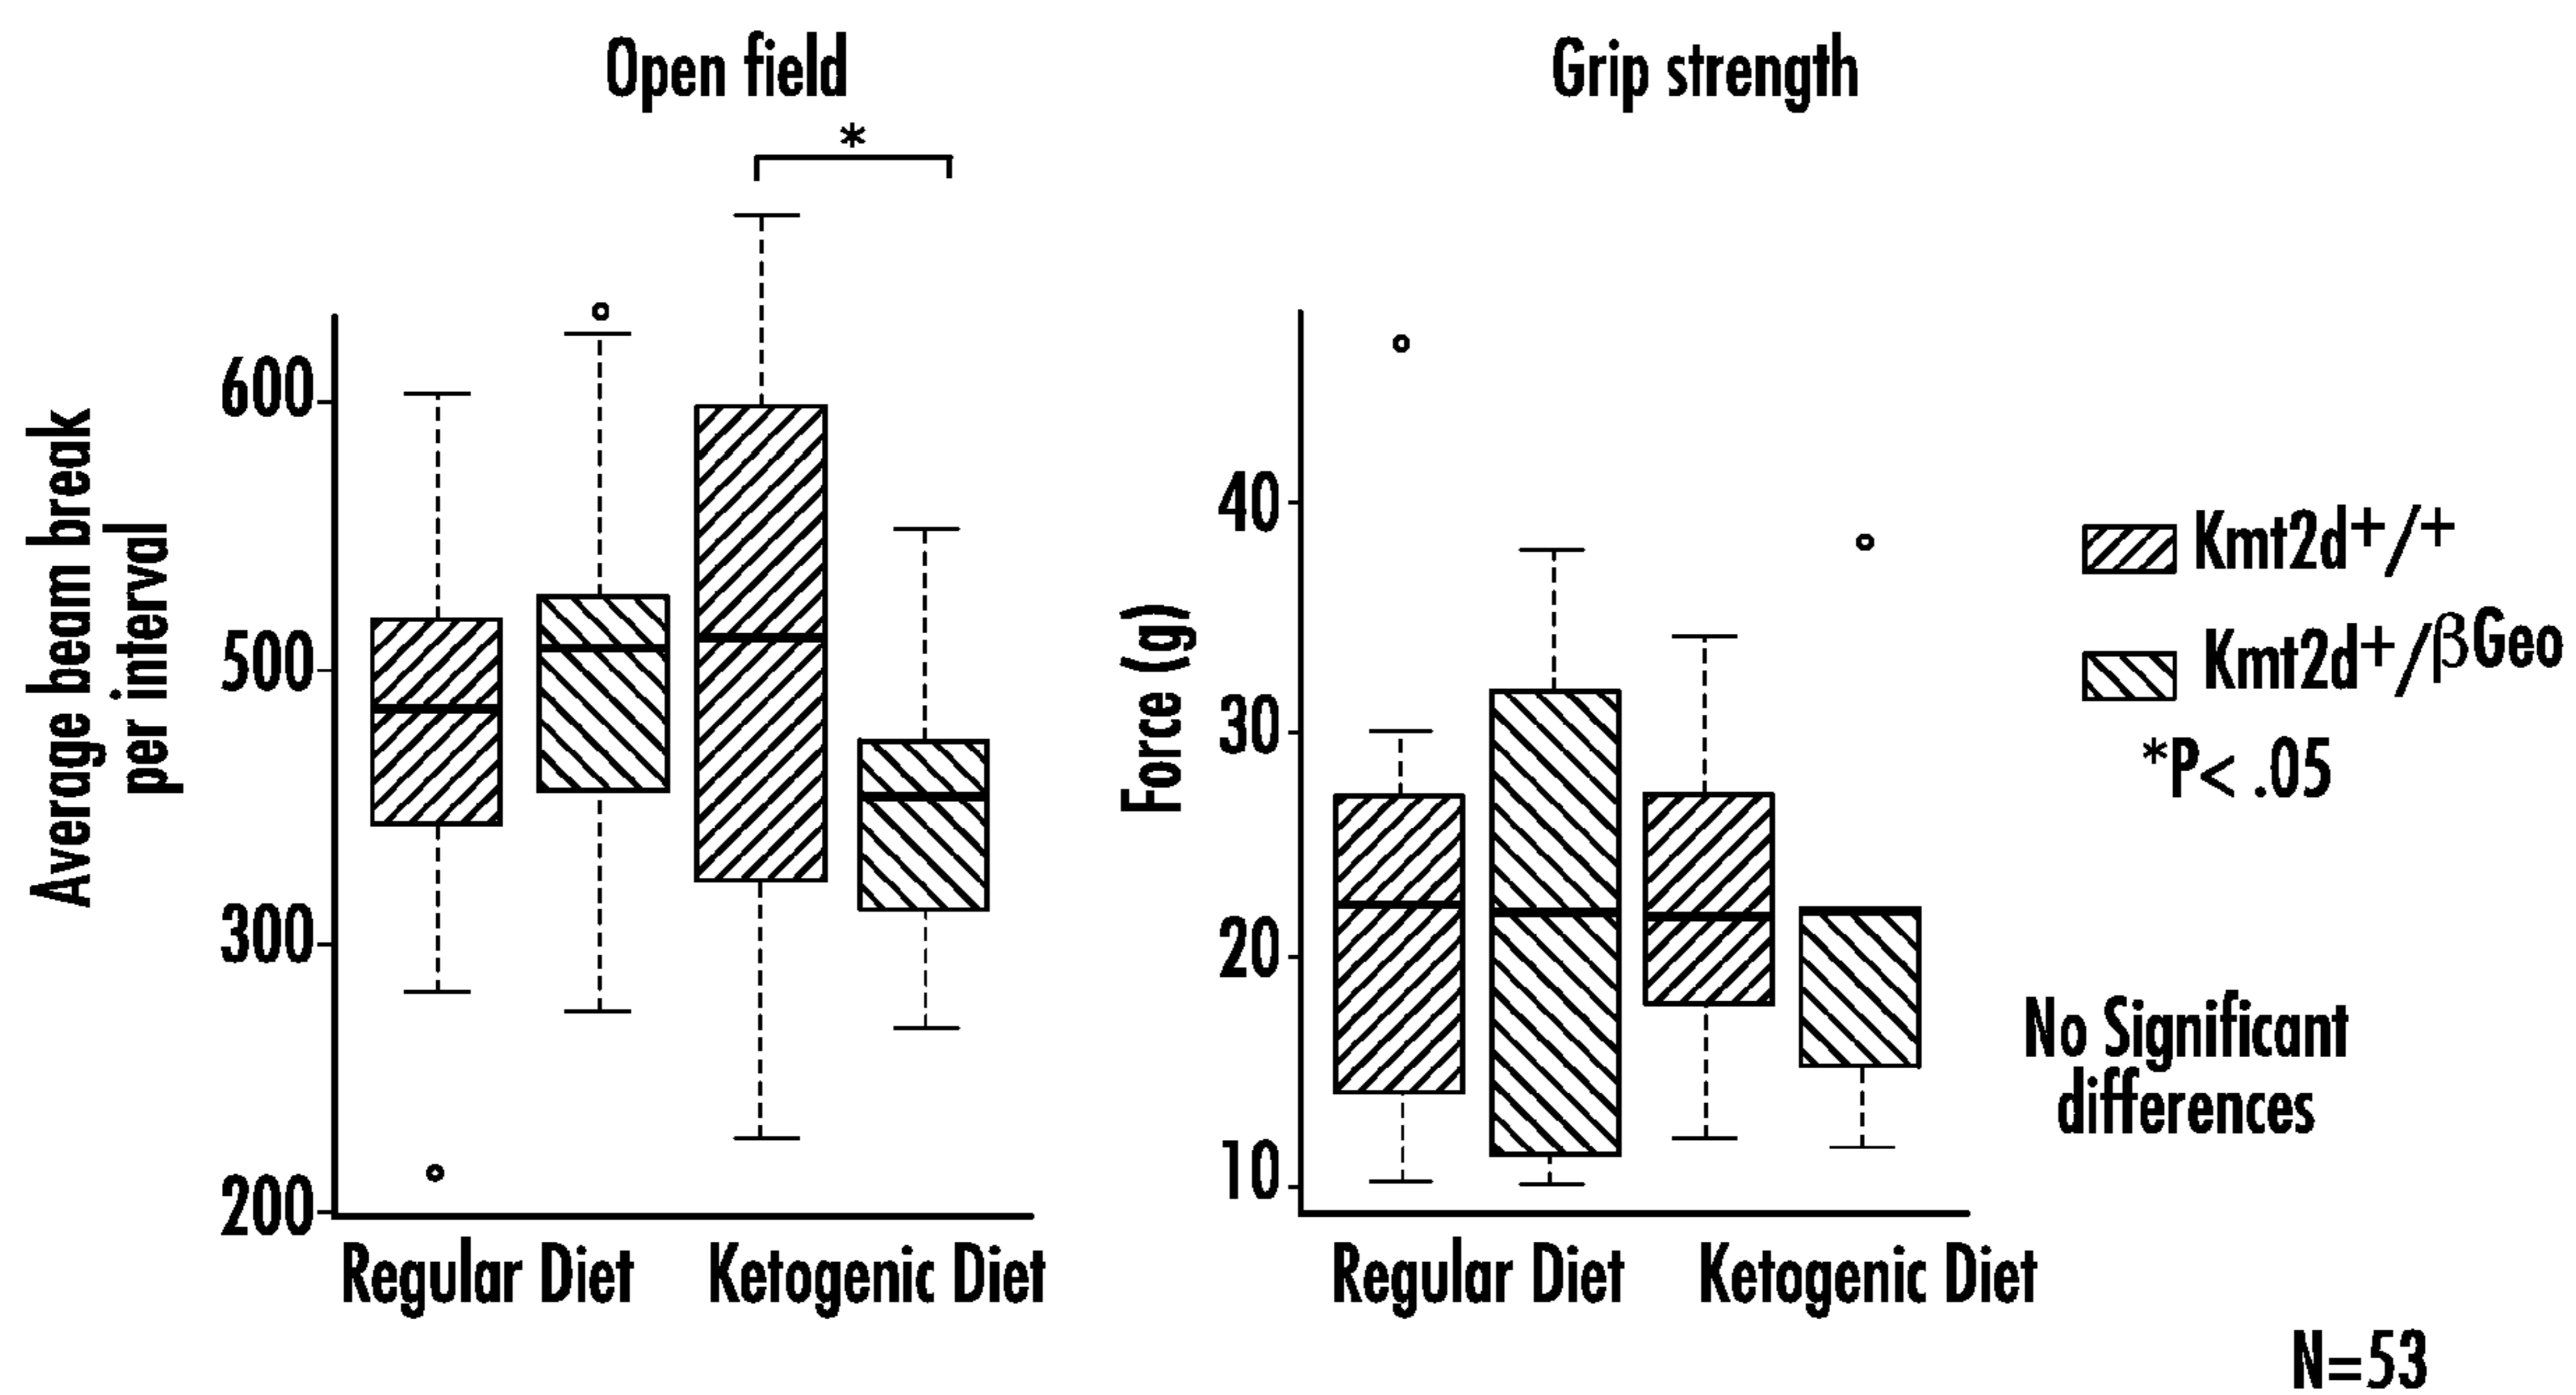 Open field
*
Average beam break
per interval
600
500
300
200
Regular Diet Ketogenic Diet
Grip strength
Force (g)
40
30
20
10
Regular Diet Ketogenic Diet
Kmt2d+/+
Kmt2d+/βGeo
*P< .05
No Significant
differences
N=53